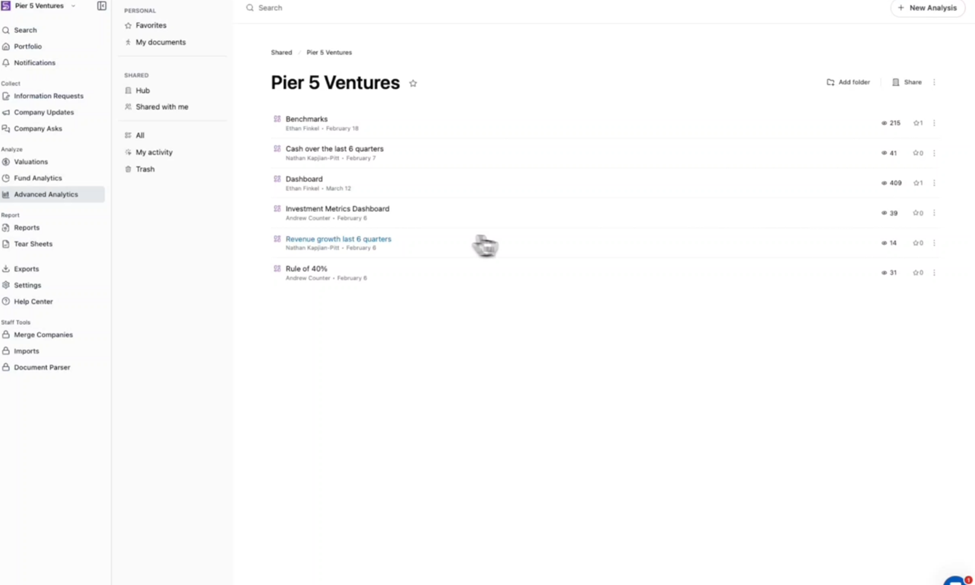 Pier 5 Ventures
Search
Portfolio
Notifications
Collect
Information Requests
Company Updates
Company Asks
Analyze
Valuations
Fund Analytics
Advanced Analytics
Report
Reports
Tear Sheets
Exports
Settings
Help Center
Staff Tools
Merge Companies
Imports
Document Parser
PERSONAL
Favorites
My documents
SHARED
Hub
Shared with me
All
My activity
Trash
Search
+ New Analysis
Shared / Pier 5 Ventures
Pier 5 Ventures
Add folder
Share
Benchmarks
Ethan Finkel • February 18
215 1
Cash over the last 6 quarters
Nathan Kapjian-Pitt • February 7
41 0
Dashboard
Ethan Finkel • March 12
409 1
Investment Metrics Dashboard
Andrew Counter • February 6
39 0
Revenue growth last 6 quarters
Nathan Kapjian-Pitt • February 6
14 0
Rule of 40%
Andrew Counter • February 6
31 0